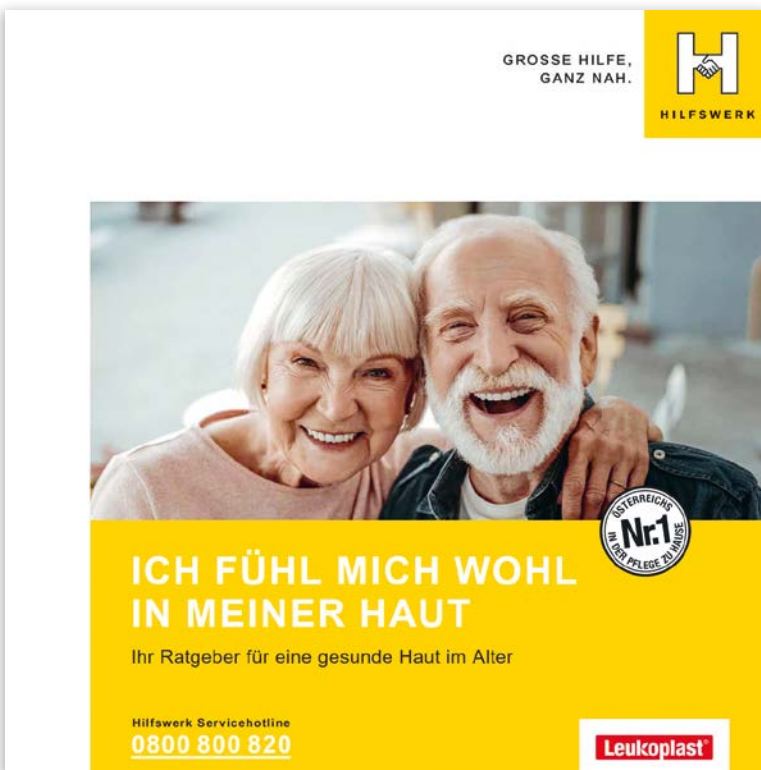 GROSSE HILFE,
GANZ NAH.
HILFSWERK
ÖSTERREICHS
Nr.1
IN DER PFLEGE ZU HAUSE
ICH FÜHL MICH WOHL
IN MEINER HAUT
Ihr Ratgeber für eine gesunde Haut im Alter
Hilfswerk Servicehotline
0800 800 820
Leukoplast®